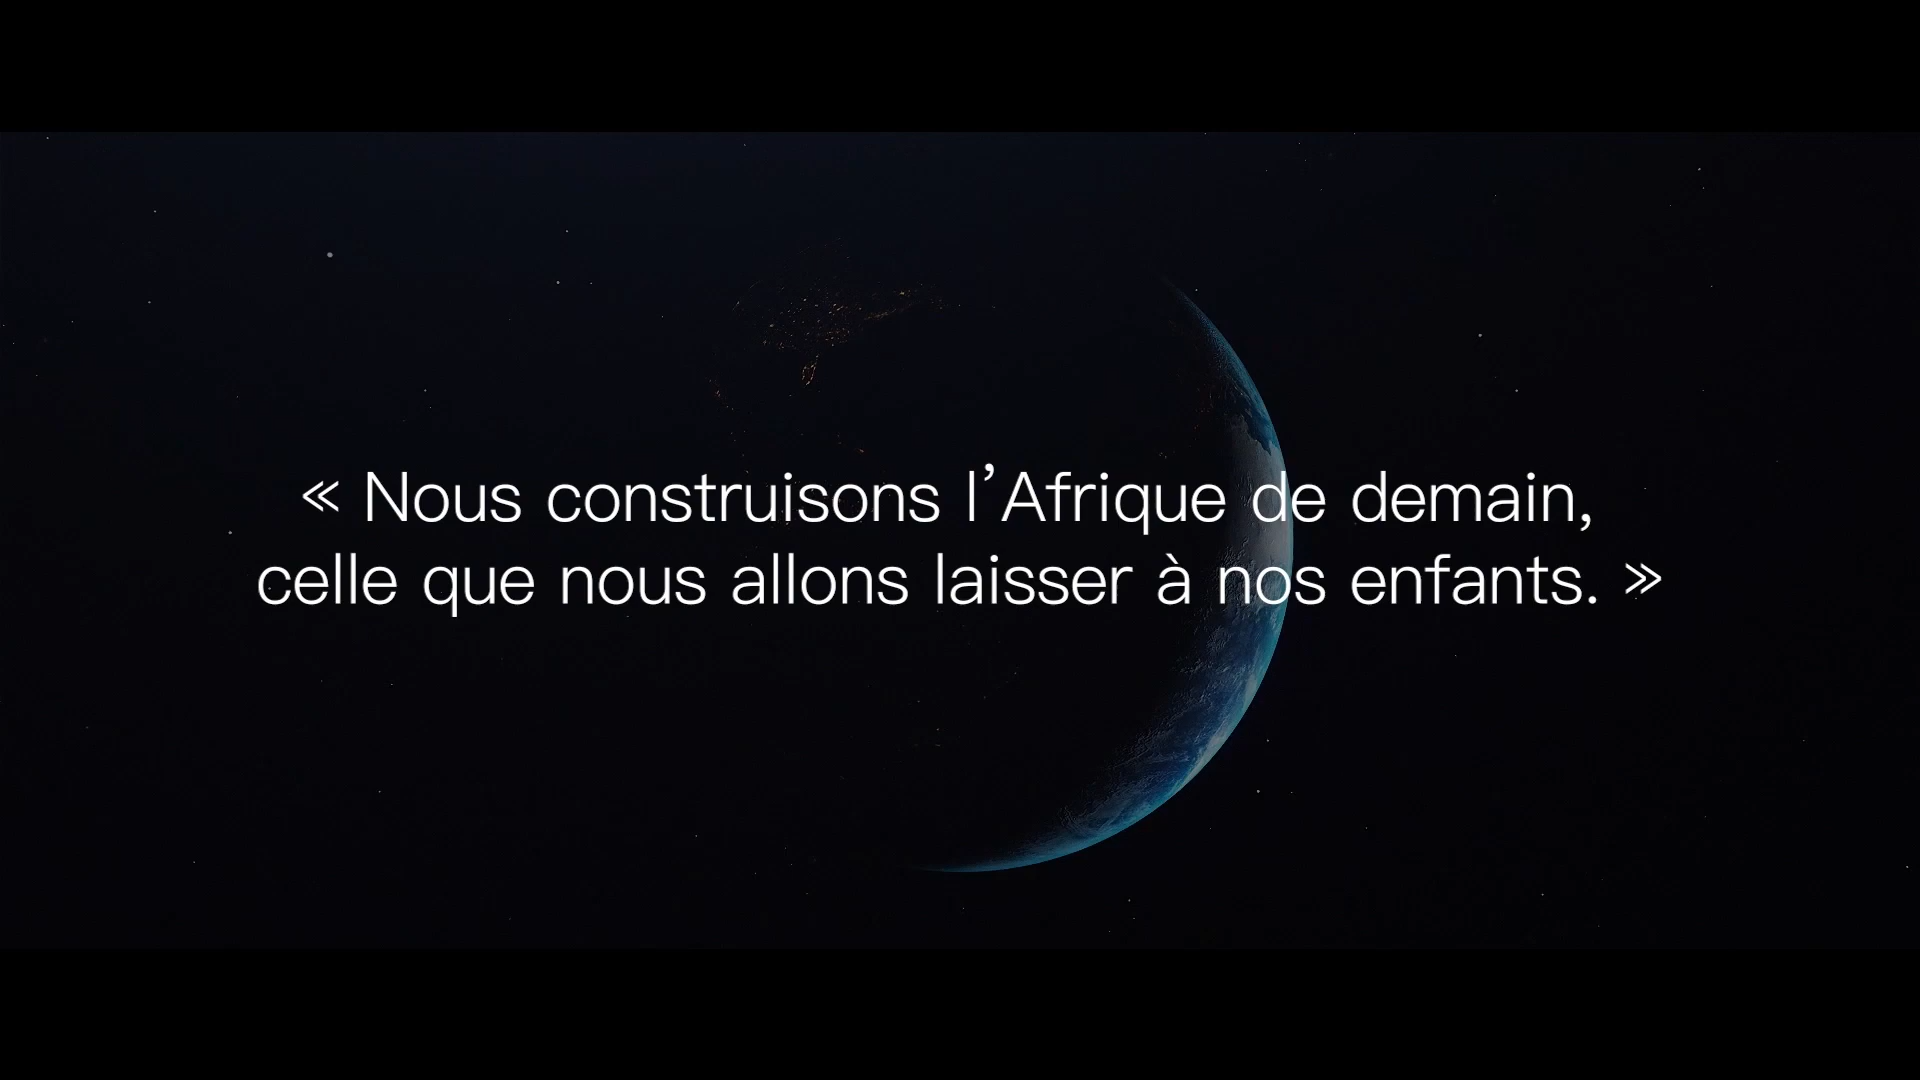 « Nous construisons l’Afrique de demain,
celle que nous allons laisser à nos enfants. »